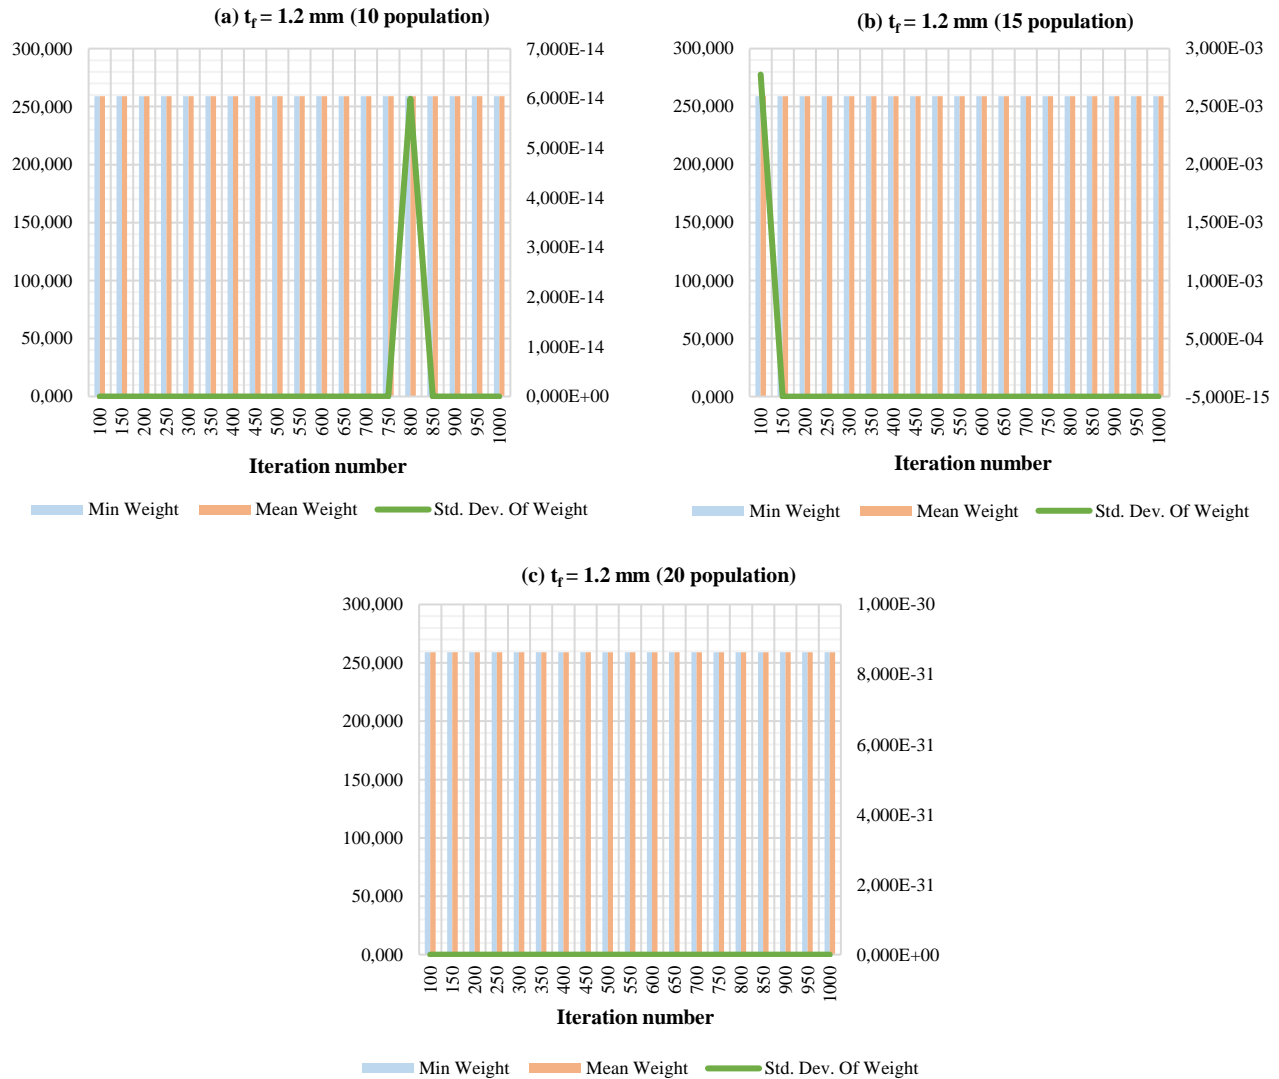 (a) tf = 1.2 mm (10 population)
300,000
250,000
200,000
150,000
100,000
50,000
0,000
7,000E-14
6,000E-14
5,000E-14
4,000E-14
3,000E-14
2,000E-14
1,000E-14
0,000E+00
100 150 200 250 300 350 400 450 500 550 600 650 700 750 800 850 900 950 1000
Iteration number
Min Weight Mean Weight Std. Dev. Of Weight
(b) tf = 1.2 mm (15 population)
300,000
250,000
200,000
150,000
100,000
50,000
0,000
3,000E-03
2,500E-03
2,000E-03
1,500E-03
1,000E-03
5,000E-04
-5,000E-15
100 150 200 250 300 350 400 450 500 550 600 650 700 750 800 850 900 950 1000
Iteration number
Min Weight Mean Weight Std. Dev. Of Weight
(c) tf = 1.2 mm (20 population)
300,000
250,000
200,000
150,000
100,000
50,000
0,000
1,000E-30
8,000E-31
6,000E-31
4,000E-31
2,000E-31
0,000E+00
100 150 200 250 300 350 400 450 500 550 600 650 700 750 800 850 900 950 1000
Iteration number
Min Weight Mean Weight Std. Dev. Of Weight